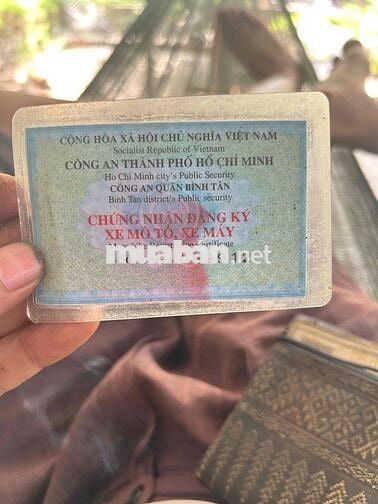 CỘNG HÒA XÃ HỘI CHỦ NGHĨA VIỆT NAM
Socialist Republic of Vietnam
CÔNG AN THÀNH PHỐ HỒ CHÍ MINH
Ho Chi Minh city's Public Security
CÔNG AN QUẬN BÌNH TÂN
Binh Tan district's Public security
CHỨNG NHẬN ĐĂNG KÝ
XE MÔ TÔ, XE MÁY
Certificate
muaban.net